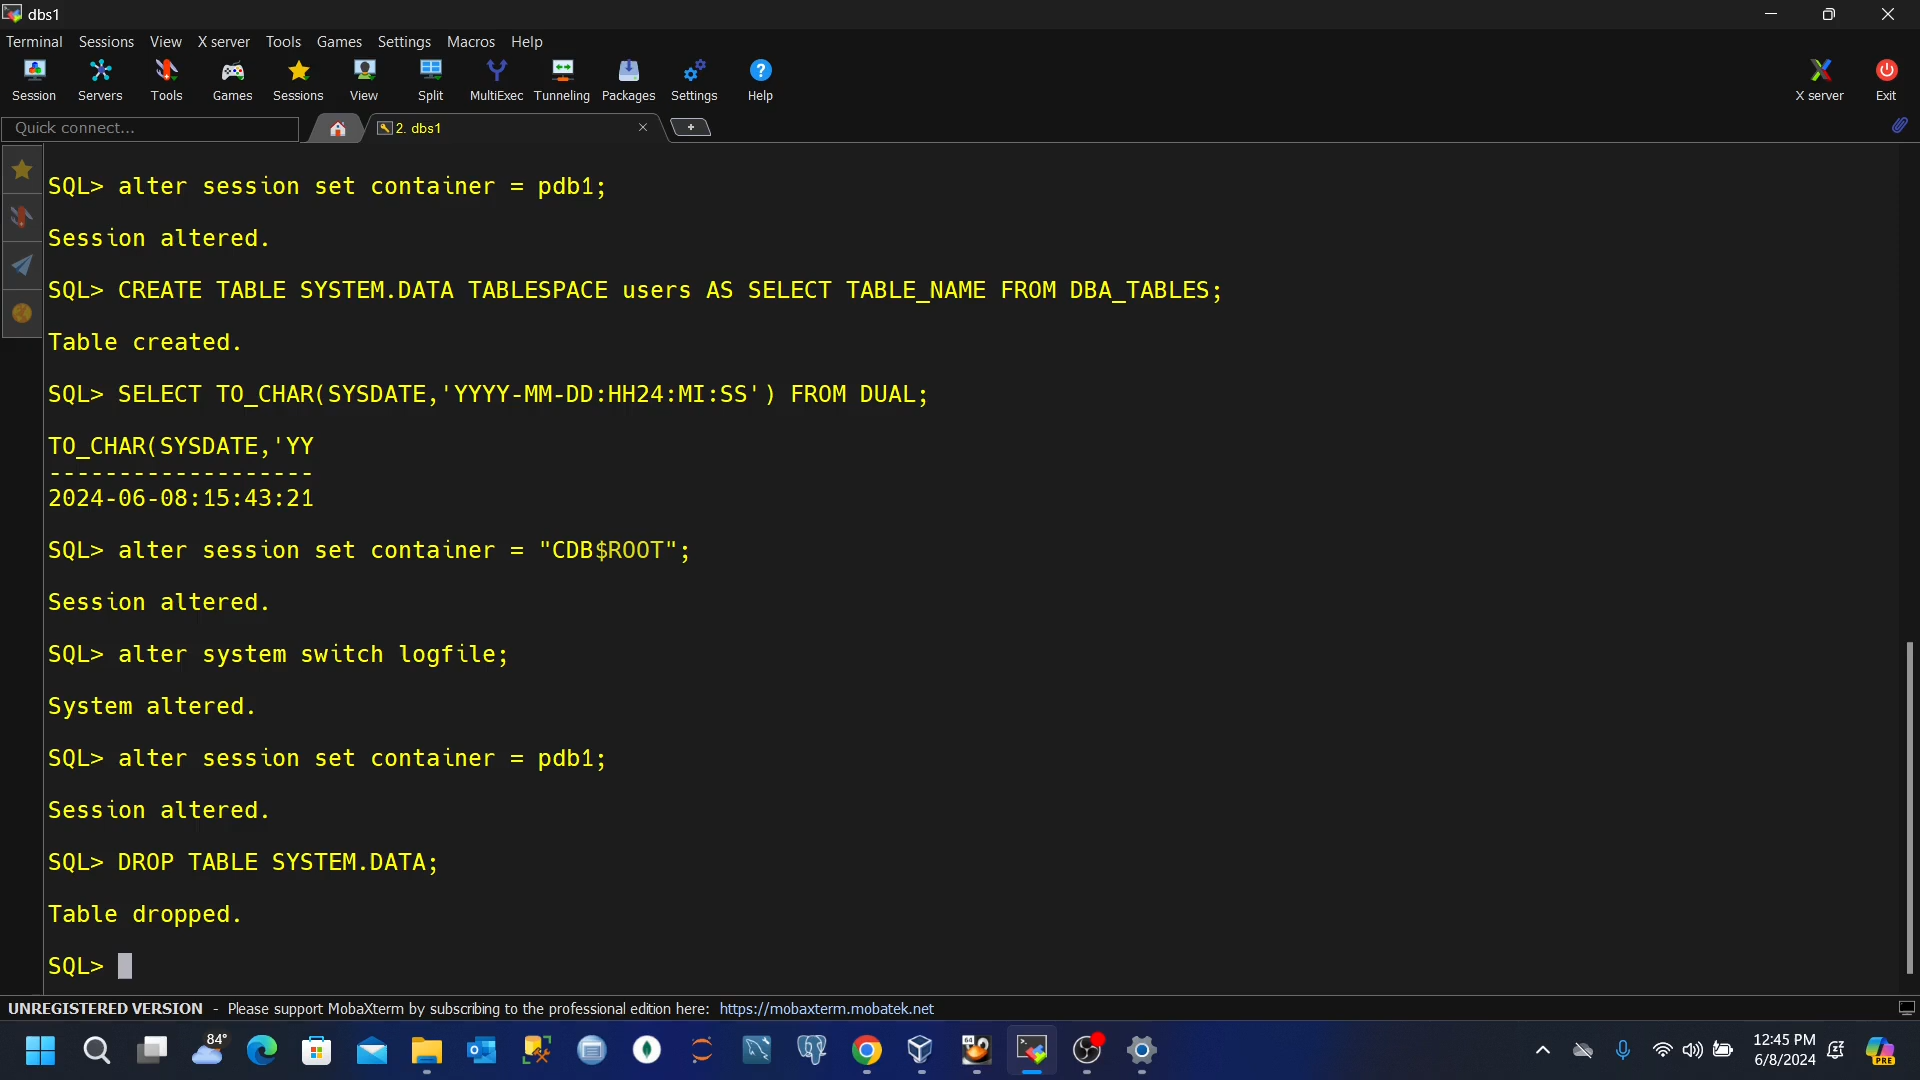 dbs1
Terminal Sessions View X server Tools Games Settings Macros Help
Session Servers Tools Games Sessions View Split MultiExec Tunneling Packages Settings Help X server Exit
Quick connect... 2. dbs1
SQL> alter session set container = pdb1;
Session altered.
SQL> CREATE TABLE SYSTEM.DATA TABLESPACE users AS SELECT TABLE_NAME FROM DBA_TABLES;
Table created.
SQL> SELECT TO_CHAR(SYSDATE,'YYYY-MM-DD:HH24:MI:SS') FROM DUAL;
TO_CHAR(SYSDATE,'YY
-------------------
2024-06-08:15:43:21
SQL> alter session set container = "CDB$ROOT";
Session altered.
SQL> alter system switch logfile;
System altered.
SQL> alter session set container = pdb1;
Session altered.
SQL> DROP TABLE SYSTEM.DATA;
Table dropped.
SQL>
UNREGISTERED VERSION - Please support MobaXterm by subscribing to the professional edition here: https://mobaxterm.mobatek.net
84° 12:45 PM
6/8/2024 PRE